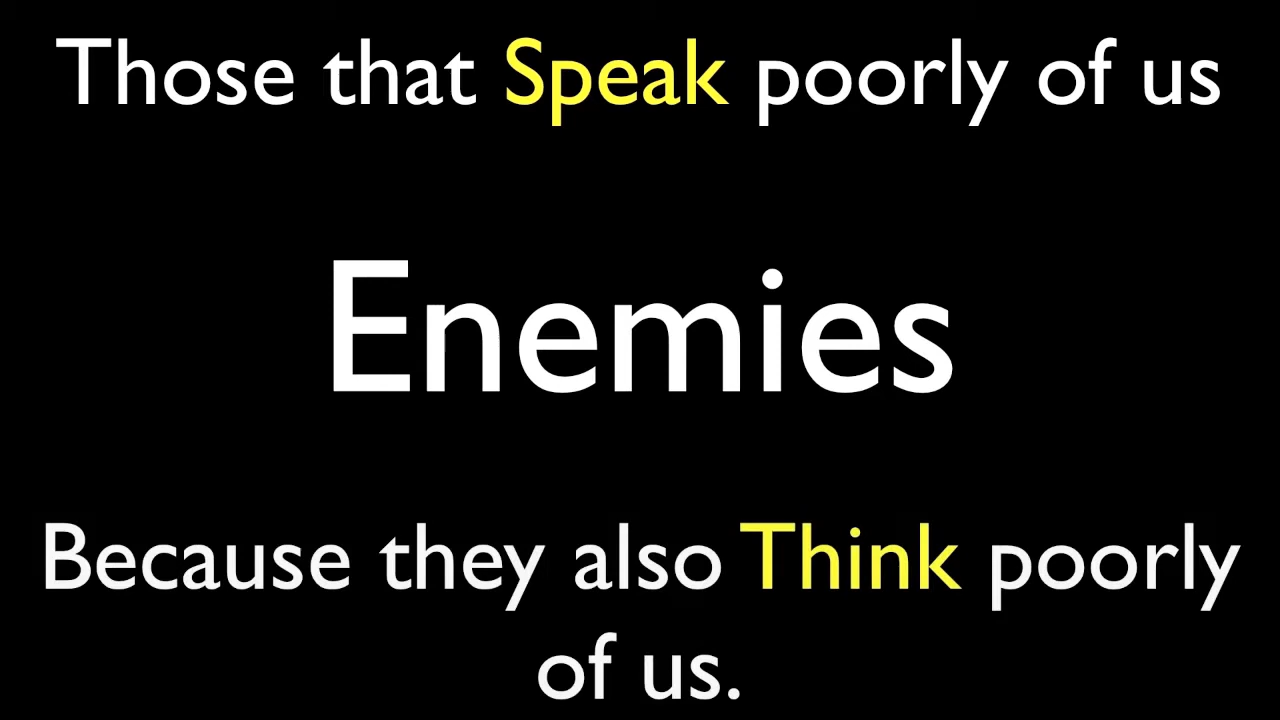 Those that Speak poorly of us
Enemies
Because they also Think poorly
of us.